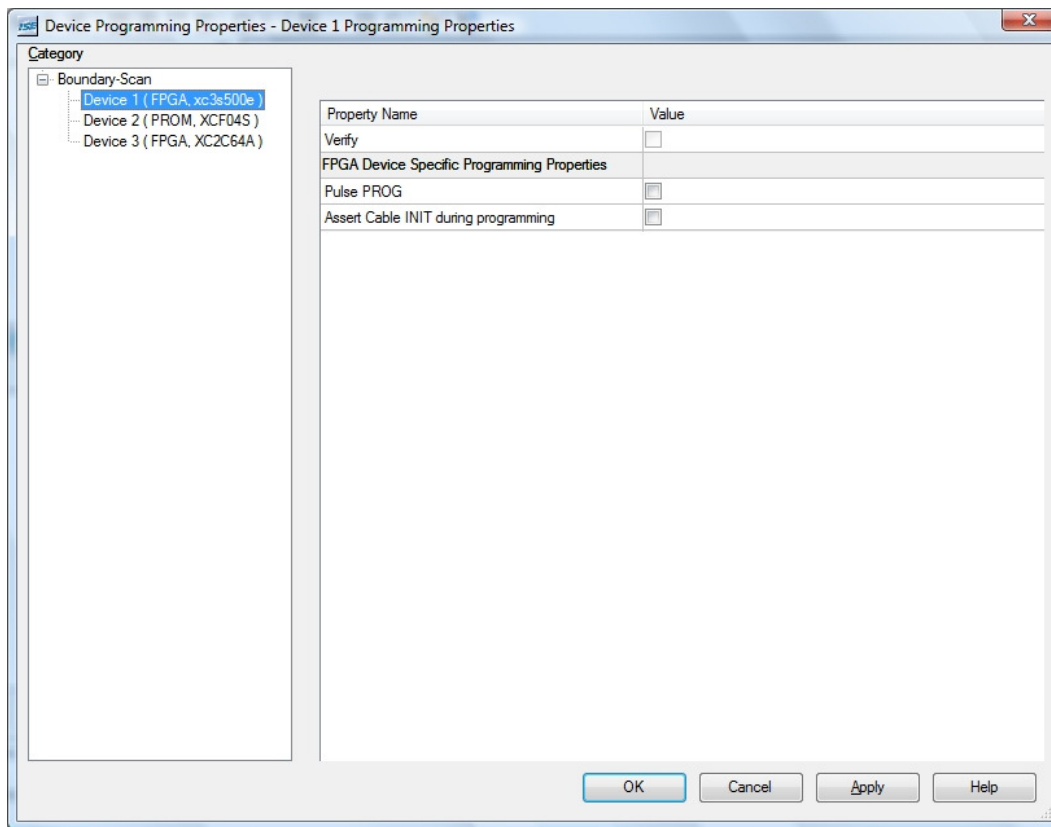 ISE Device Programming Properties - Device 1 Programming Properties
Category
Boundary-Scan
Device 1 ( FPGA, xc3s500e )
Device 2 ( PROM, XCF04S )
Device 3 ( FPGA, XC2C64A )
Property Name Value
Verify
FPGA Device Specific Programming Properties
Pulse PROG
Assert Cable INIT during programming
OK Cancel Apply Help